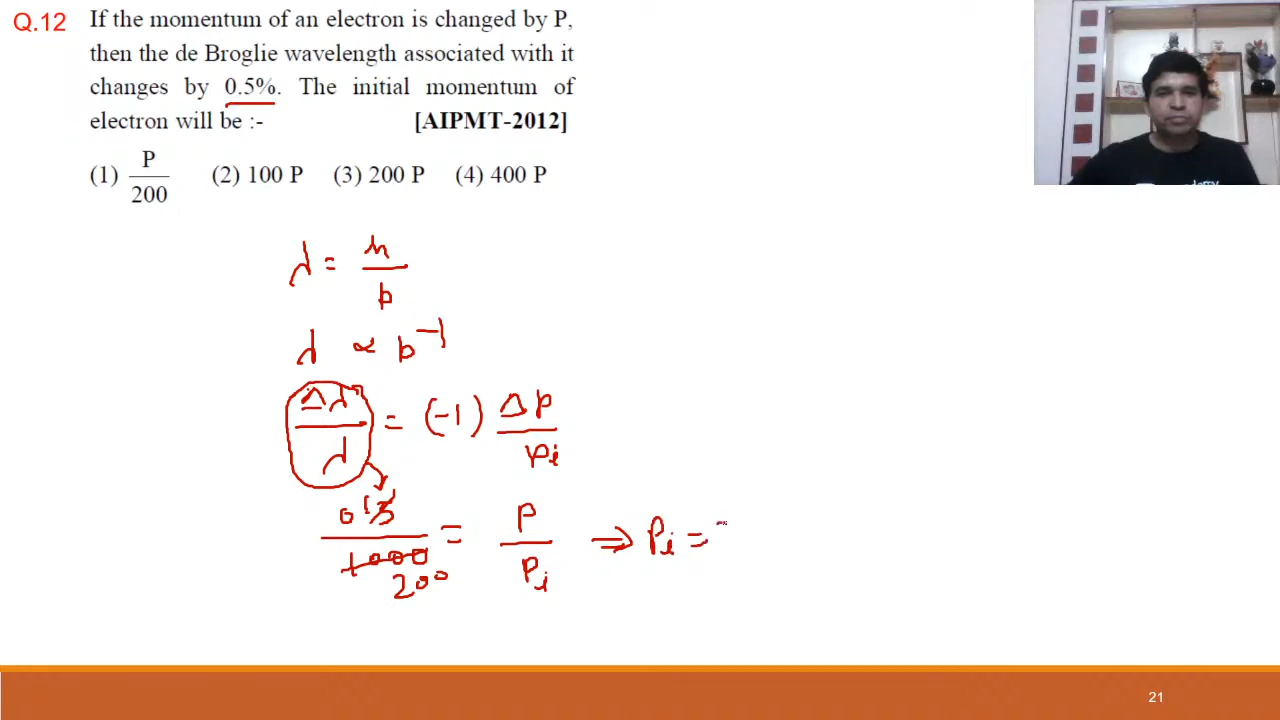 Q.12 If the momentum of an electron is changed by P,
then the de Broglie wavelength associated with it
changes by 0.5%. The initial momentum of
electron will be :- [AIPMT-2012]
(1) P/200 (2) 100 P (3) 200 P (4) 400 P
λ = h/p
λ ∝ p⁻¹
Δλ/λ = (-1) Δp/pi
5/1000 = P/Pi ⇒ Pi =
200
21